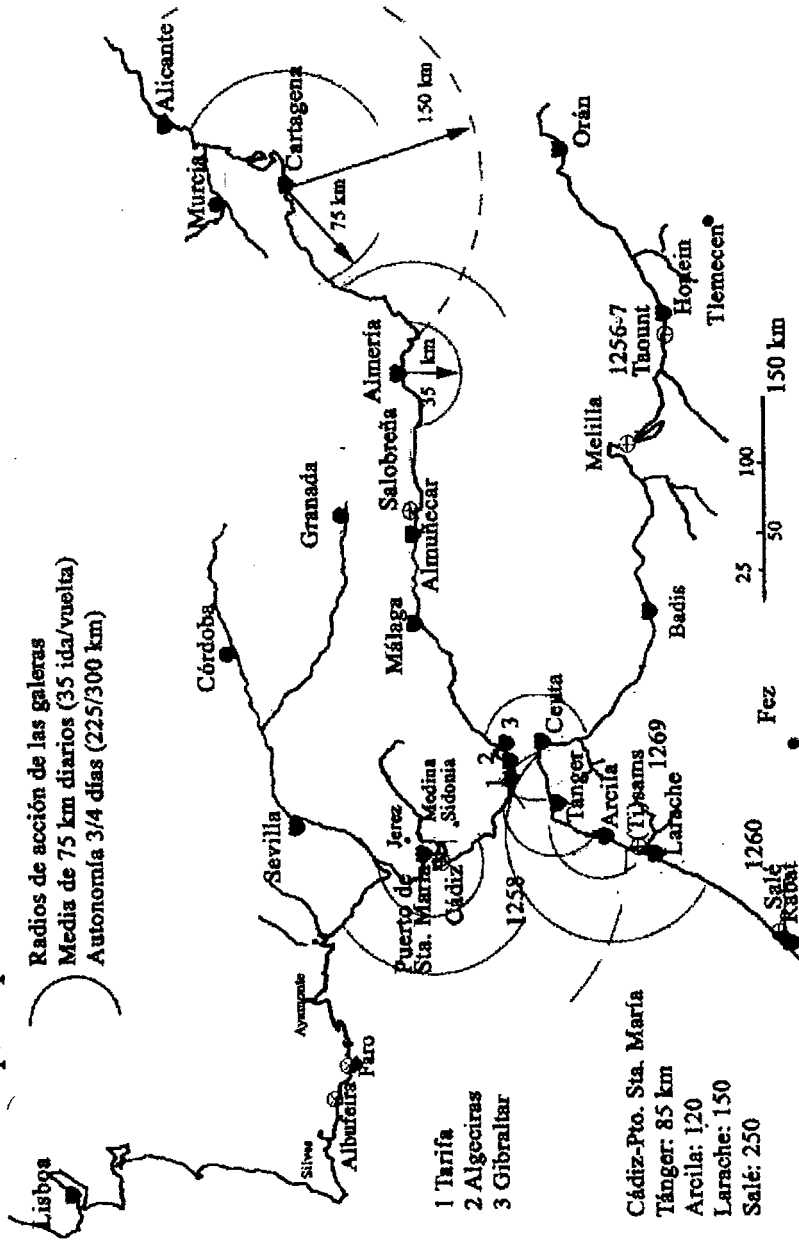 Radios de acción de las galeras
Media de 75 km diarios (35 ida/vuelta)
Autonomía 3/4 días (225/300 km)
Lisboa
Silves
Albufeira
Faro
Ayamonte
Sevilla
Córdoba
Granada
Jerez
Medina
Sidonia
Puerto de
Sta. María
Cádiz
1258
1
2
3
Málaga
Almuñecar
Salobreña
Almería
35 km
Murcia
Alicante
Cartagena
75 km
150 km
Ceuta
Tánger
Arcila
(Ti)sams
1269
Larache
1260
Salé
Rabat
Fez
Badis
Melilla
1256-7
Taount
Honein
Tlemecen
Orán
1 Tarifa
2 Algeciras
3 Gibraltar
Cádiz-Pto. Sta. María
Tánger: 85 km
Arcila: 120
Larache: 150
Salé: 250
25
50
100
150 km